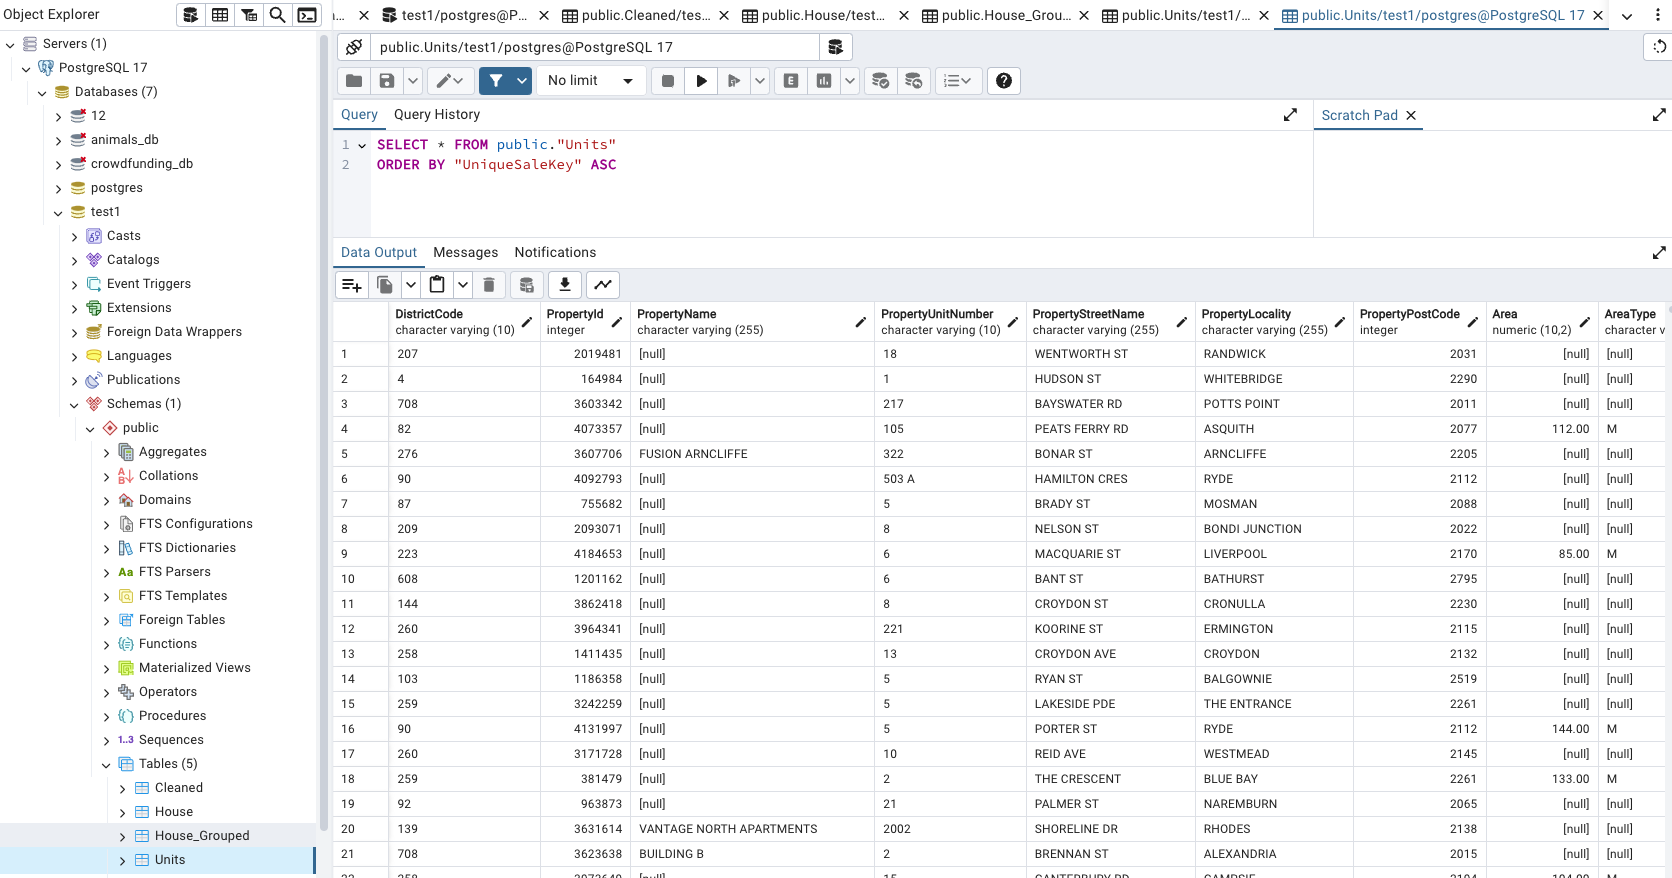 Object Explorer
...
test1/postgres@P...
public.Cleaned/tes...
public.House/test...
public.House_Grou...
public.Units/test1/...
public.Units/test1/postgres@PostgreSQL 17
Servers (1)
PostgreSQL 17
Databases (7)
12
animals_db
crowdfunding_db
postgres
test1
Casts
Catalogs
Event Triggers
Extensions
Foreign Data Wrappers
Languages
Publications
Schemas (1)
public
Aggregates
Collations
Domains
FTS Configurations
FTS Dictionaries
Aa FTS Parsers
FTS Templates
Foreign Tables
Functions
Materialized Views
Operators
Procedures
1..3 Sequences
Tables (5)
Cleaned
House
House_Grouped
Units
public.Units/test1/postgres@PostgreSQL 17
No limit
E
Query Query History
Scratch Pad
1 SELECT * FROM public."Units"
2 ORDER BY "UniqueSaleKey" ASC
Data Output Messages Notifications
DistrictCode PropertyId PropertyName PropertyUnitNumber PropertyStreetName PropertyLocality PropertyPostCode Area AreaType
character varying (10) integer character varying (255) character varying (10) character varying (255) character varying (255) integer numeric (10,2) character v
1 207 2019481 [null] 18 WENTWORTH ST RANDWICK 2031 [null] [null]
2 4 164984 [null] 1 HUDSON ST WHITEBRIDGE 2290 [null] [null]
3 708 3603342 [null] 217 BAYSWATER RD POTTS POINT 2011 [null] [null]
4 82 4073357 [null] 105 PEATS FERRY RD ASQUITH 2077 112.00 M
5 276 3607706 FUSION ARNCLIFFE 322 BONAR ST ARNCLIFFE 2205 [null] [null]
6 90 4092793 [null] 503 A HAMILTON CRES RYDE 2112 [null] [null]
7 87 755682 [null] 5 BRADY ST MOSMAN 2088 [null] [null]
8 209 2093071 [null] 8 NELSON ST BONDI JUNCTION 2022 [null] [null]
9 223 4184653 [null] 6 MACQUARIE ST LIVERPOOL 2170 85.00 M
10 608 1201162 [null] 6 BANT ST BATHURST 2795 [null] [null]
11 144 3862418 [null] 8 CROYDON ST CRONULLA 2230 [null] [null]
12 260 3964341 [null] 221 KOORINE ST ERMINGTON 2115 [null] [null]
13 258 1411435 [null] 13 CROYDON AVE CROYDON 2132 [null] [null]
14 103 1186358 [null] 5 RYAN ST BALGOWNIE 2519 [null] [null]
15 259 3242259 [null] 5 LAKESIDE PDE THE ENTRANCE 2261 [null] [null]
16 90 4131997 [null] 5 PORTER ST RYDE 2112 144.00 M
17 260 3171728 [null] 10 REID AVE WESTMEAD 2145 [null] [null]
18 259 381479 [null] 2 THE CRESCENT BLUE BAY 2261 133.00 M
19 92 963873 [null] 21 PALMER ST NAREMBURN 2065 [null] [null]
20 139 3631614 VANTAGE NORTH APARTMENTS 2002 SHORELINE DR RHODES 2138 [null] [null]
21 708 3623638 BUILDING B 2 BRENNAN ST ALEXANDRIA 2015 [null] [null]